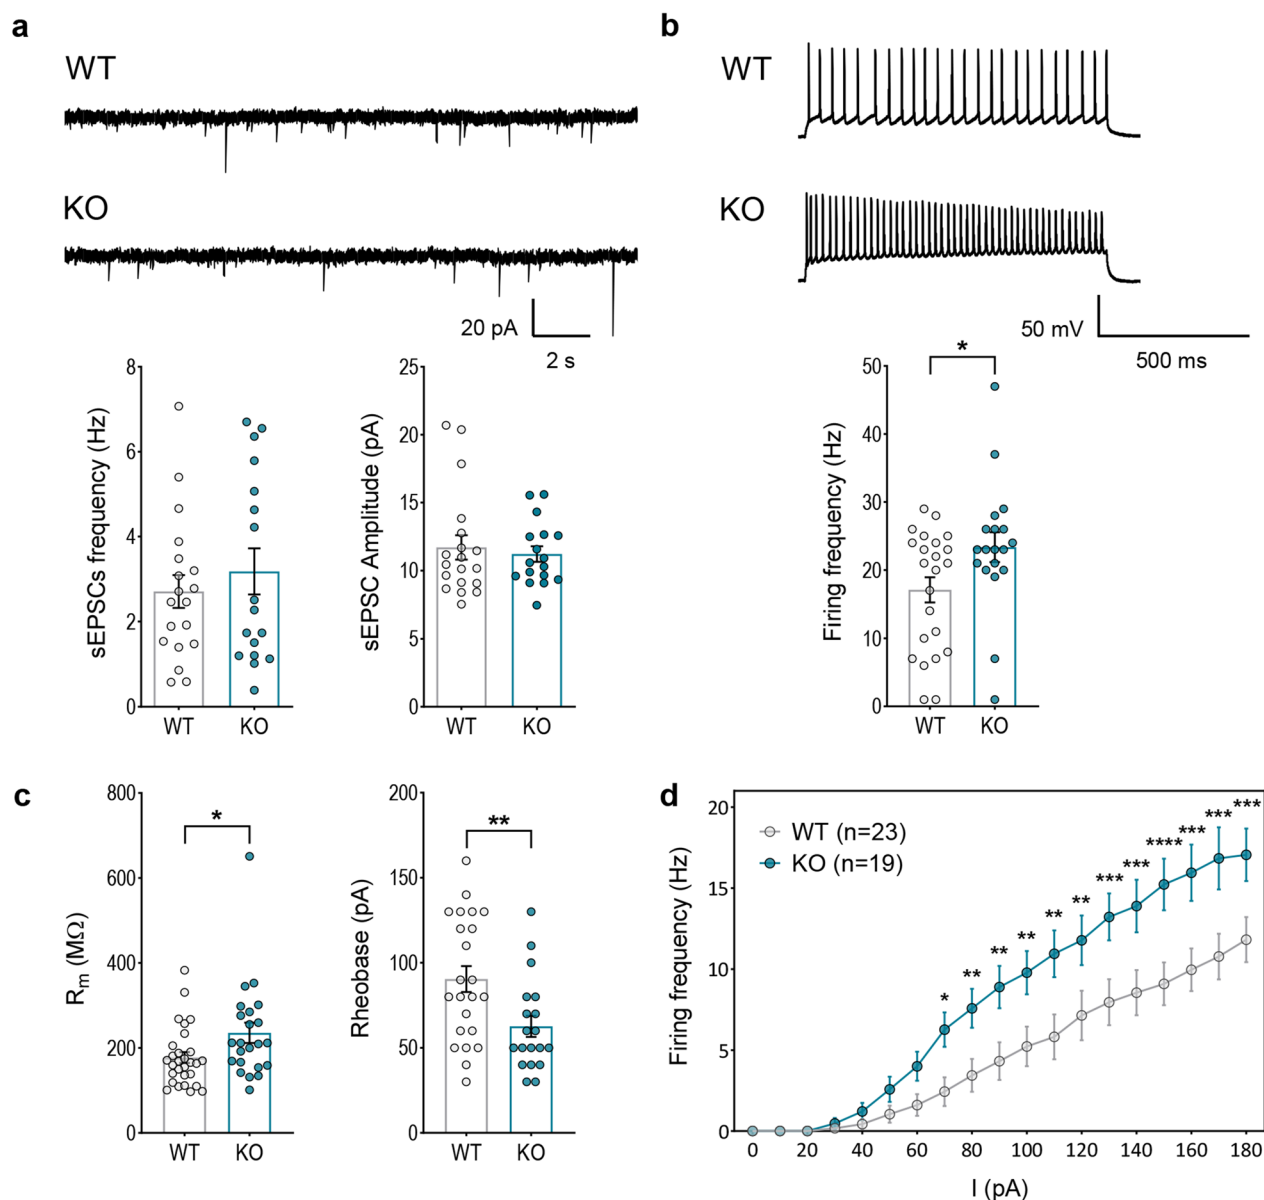 a
WT
KO
20 pA
2 s
8
6
4
2
0
sEPSCs frequency (Hz)
WT KO
25
20
15
10
5
0
sEPSC Amplitude (pA)
WT KO
b
WT
KO
50 mV
500 ms
*
50
40
30
20
10
0
Firing frequency (Hz)
WT KO
c
800
600
400
200
0
Rm (MΩ)
*
WT KO
200
150
100
50
0
Rheobase (pA)
**
WT KO
d
20
15
10
5
0
Firing frequency (Hz)
WT (n=23)
KO (n=19)
* ** ** ** ** ** *** *** **** *** *** ***
0 20 40 60 80 100 120 140 160 180
I (pA)